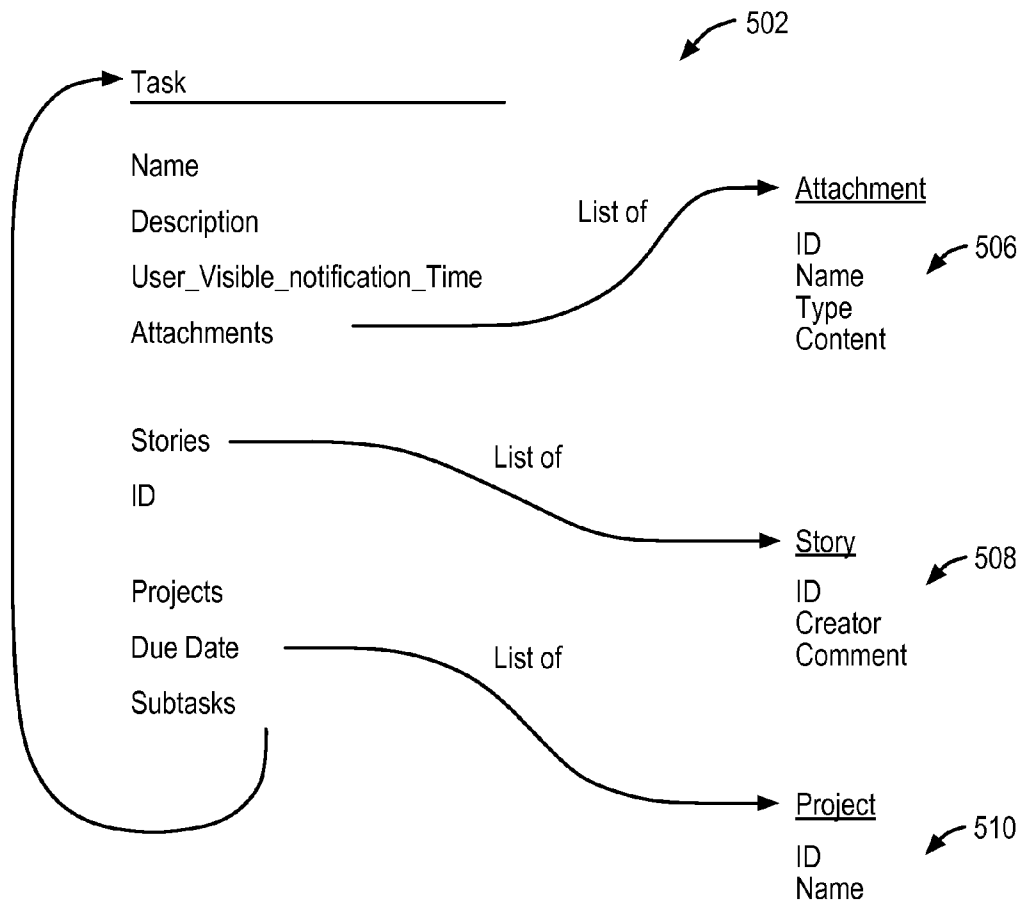 502
Task
Name
Description
User_Visible_notification_Time
Attachments
List of
Attachment
ID
Name
Type
Content
506
Stories
List of
ID
Story
ID
Creator
Comment
508
Projects
Due Date
List of
Subtasks
Project
ID
Name
510